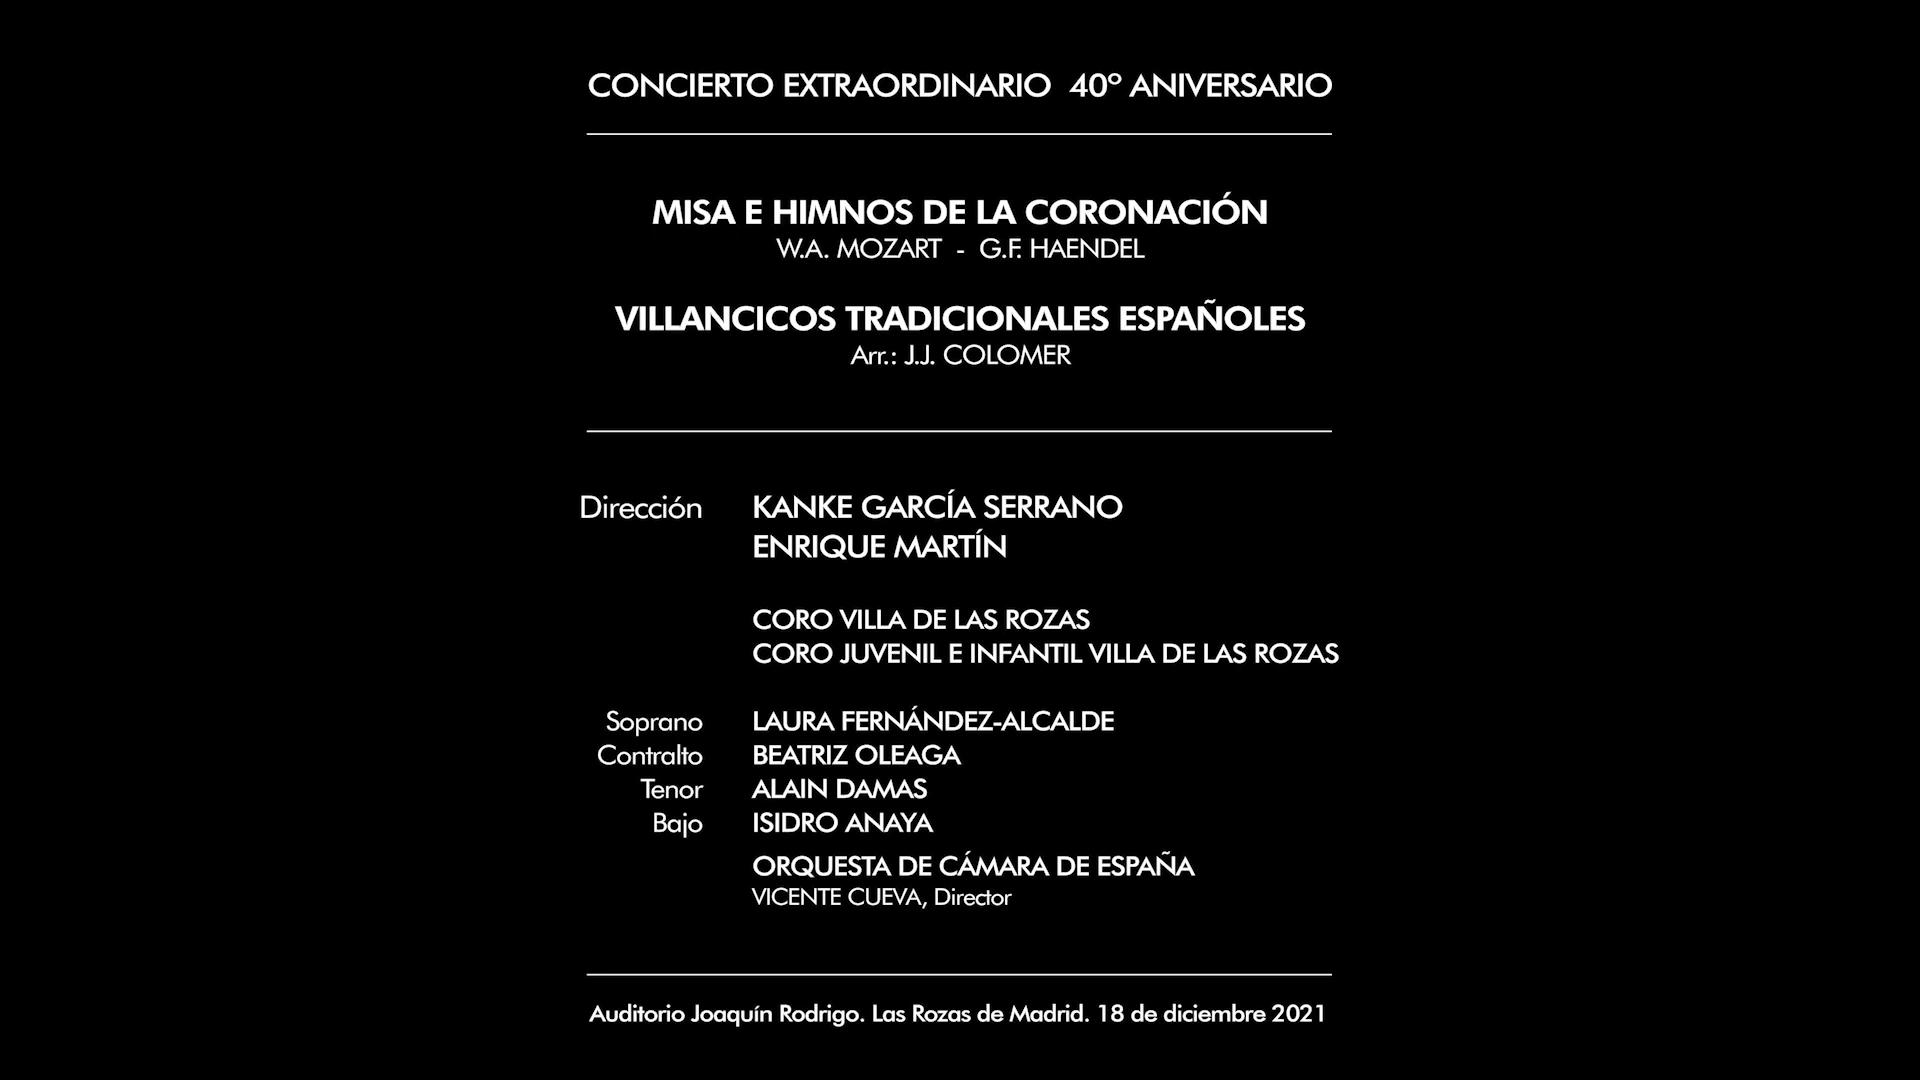 CONCIERTO EXTRAORDINARIO 40º ANIVERSARIO
MISA E HIMNOS DE LA CORONACIÓN
W.A. MOZART - G.F. HAENDEL
VILLANCICOS TRADICIONALES ESPAÑOLES
Arr.: J.J. COLOMER
Dirección KANKE GARCÍA SERRANO
ENRIQUE MARTÍN
CORO VILLA DE LAS ROZAS
CORO JUVENIL E INFANTIL VILLA DE LAS ROZAS
Soprano LAURA FERNÁNDEZ-ALCALDE
Contralto BEATRIZ OLEAGA
Tenor ALAIN DAMAS
Bajo ISIDRO ANAYA
ORQUESTA DE CÁMARA DE ESPAÑA
VICENTE CUEVA, Director
Auditorio Joaquín Rodrigo. Las Rozas de Madrid. 18 de diciembre 2021